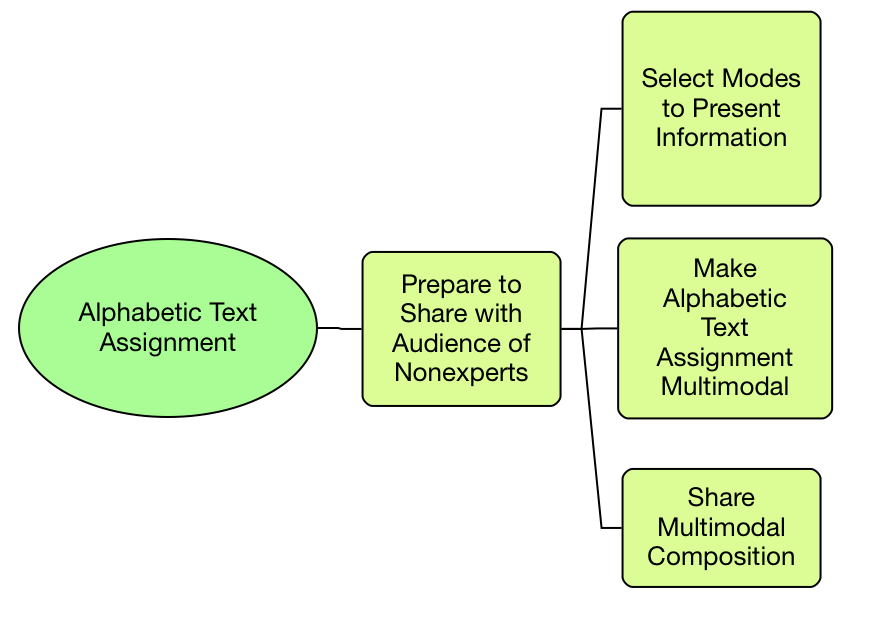 Alphabetic Text
Assignment
Prepare to
Share with
Audience of
Nonexperts
Select Modes
to Present
Information
Make
Alphabetic
Text
Assignment
Multimodal
Share
Multimodal
Composition